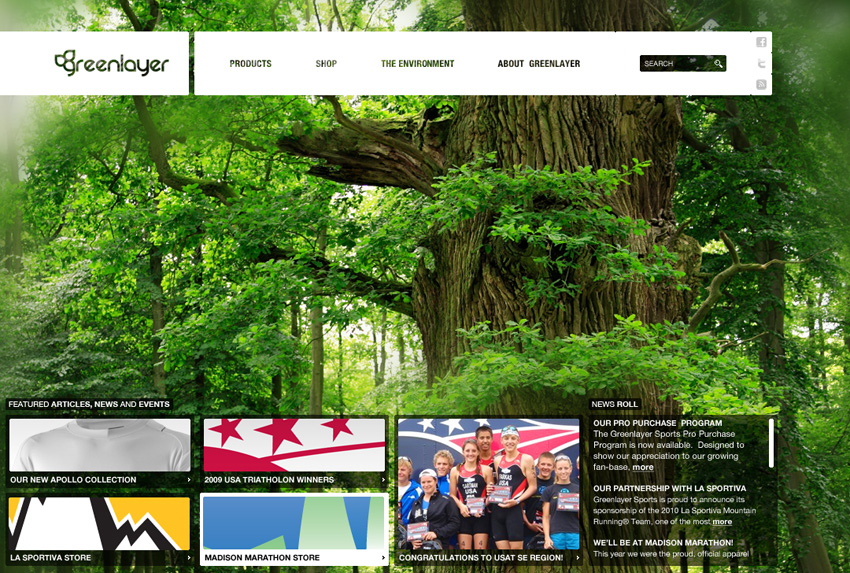 greenlayer
PRODUCTS
SHOP
THE ENVIRONMENT
ABOUT GREENLAYER
SEARCH
FEATURED ARTICLES, NEWS AND EVENTS
OUR NEW APOLLO COLLECTION
2009 USA TRIATHOLON WINNERS
LA SPORTIVA STORE
MADISON MARATHON STORE
USA
USA
CONGRATULATIONS TO USAT SE REGION!
NEWS ROLL
OUR PRO PURCHASE PROGRAM
The Greenlayer Sports Pro Purchase
Program is now available. Designed to
show our appreciation to our growing
fan-base, more
OUR PARTNERSHIP WITH LA SPORTIVA
Greenlayer Sports is proud to announce its
sponsorship of the 2010 La Sportiva Mountain
Running® Team, one of the most more
WE'LL BE AT MADISON MARATHON!
This year we were the proud, official apparel